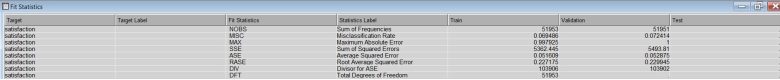 Fit Statistics
Target Target Label Fit Statistics Statistics Label Train Validation Test
satisfaction NOBS Sum of Frequencies 51953 51951
satisfaction MISC Misclassification Rate 0.069486 0.072414
satisfaction MAX Maximum Absolute Error 0.997925 1
satisfaction SSE Sum of Squared Errors 5362.445 5493.81
satisfaction ASE Average Squared Error 0.051609 0.052875
satisfaction RASE Root Average Squared Error 0.227175 0.229945
satisfaction DIV Divisor for ASE 103906 103902
satisfaction DFT Total Degrees of Freedom 51953